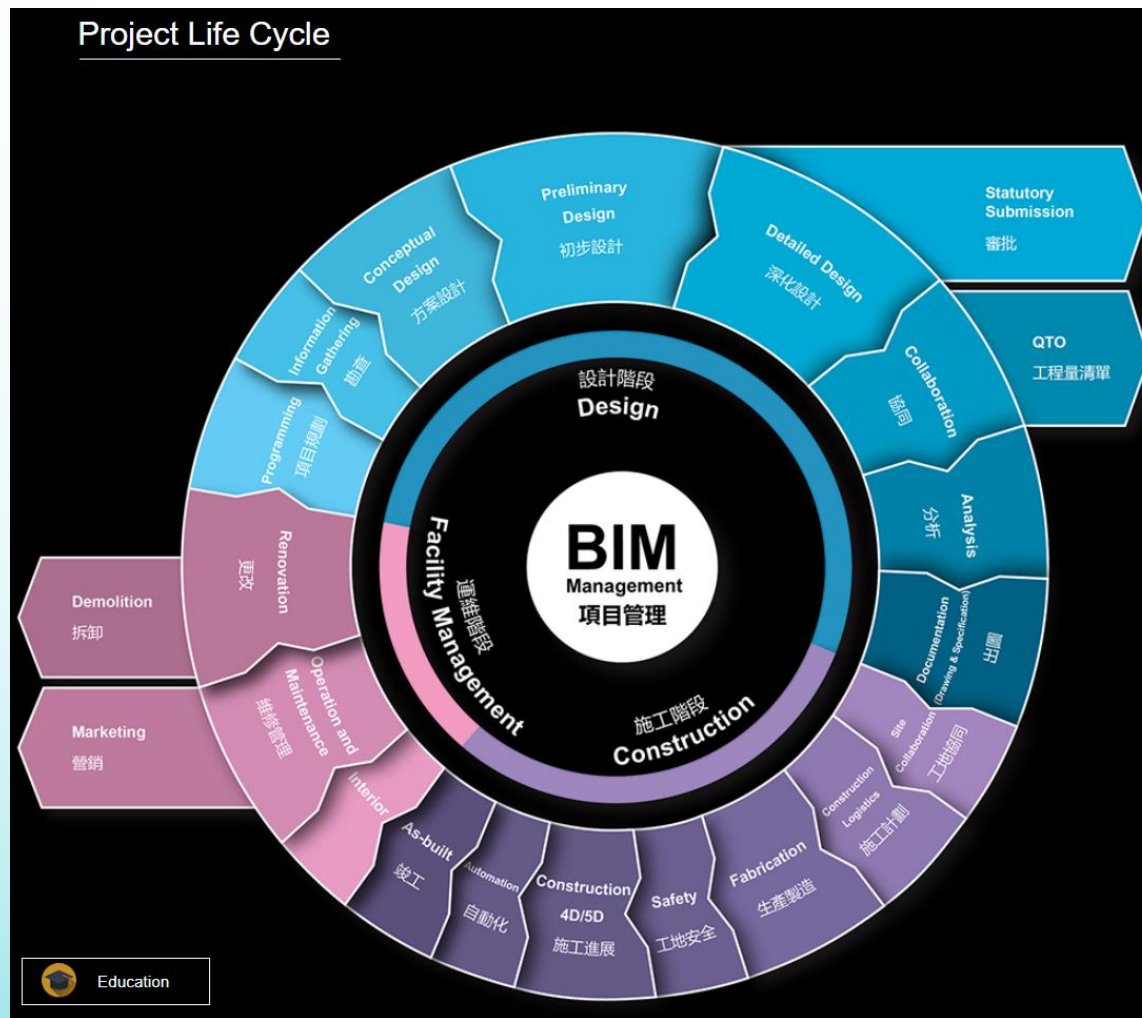 Project Life Cycle
Programming
項目規劃
Information
Gathering
勘查
Conceptual
Design
方案設計
Preliminary
Design
初步設計
Detailed Design
深化設計
Statutory
Submission
審批
Collaboration
協同
QTO
工程量清單
Analysis
分析
Documentation
(Drawing & Specification)
圖出
Site
Collaboration
工地協同
Construction
Logistics
施工計劃
Fabrication
生產製造
Safety
工地安全
Construction
4D/5D
施工進展
Automation
自動化
As-built
竣工
Interior
Operation and
Maintenance
維修管理
Marketing
營銷
Renovation
更改
Demolition
拆卸
設計階段
Design
施工階段
Construction
運維階段
Facility Management
BIM
Management
項目管理
Education